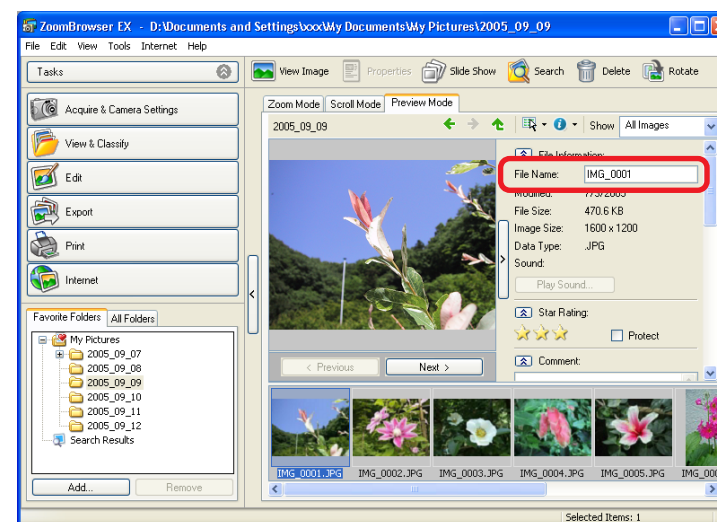 ZoomBrowser EX - D:\Documents and Settings\xxx\My Documents\My Pictures\2005_09_09
File Edit View Tools Internet Help
Tasks
View Image Properties Slide Show Search Delete Rotate
Acquire & Camera Settings
View & Classify
Edit
Export
Print
Internet
Zoom Mode Scroll Mode Preview Mode
2005_09_09 Show All Images
File Information:
File Name: IMG_0001
Modified: 7/3/2005
File Size: 470.6 KB
Image Size: 1600 x 1200
Data Type: .JPG
Sound:
Play Sound...
Star Rating:
Protect
Comment:
< Previous Next >
Favorite Folders All Folders
My Pictures
2005_09_07
2005_09_08
2005_09_09
2005_09_10
2005_09_11
2005_09_12
Search Results
Add... Remove
IMG_0001.JPG IMG_0002.JPG IMG_0003.JPG IMG_0004.JPG IMG_0005.JPG IMG_00
Selected Items: 1